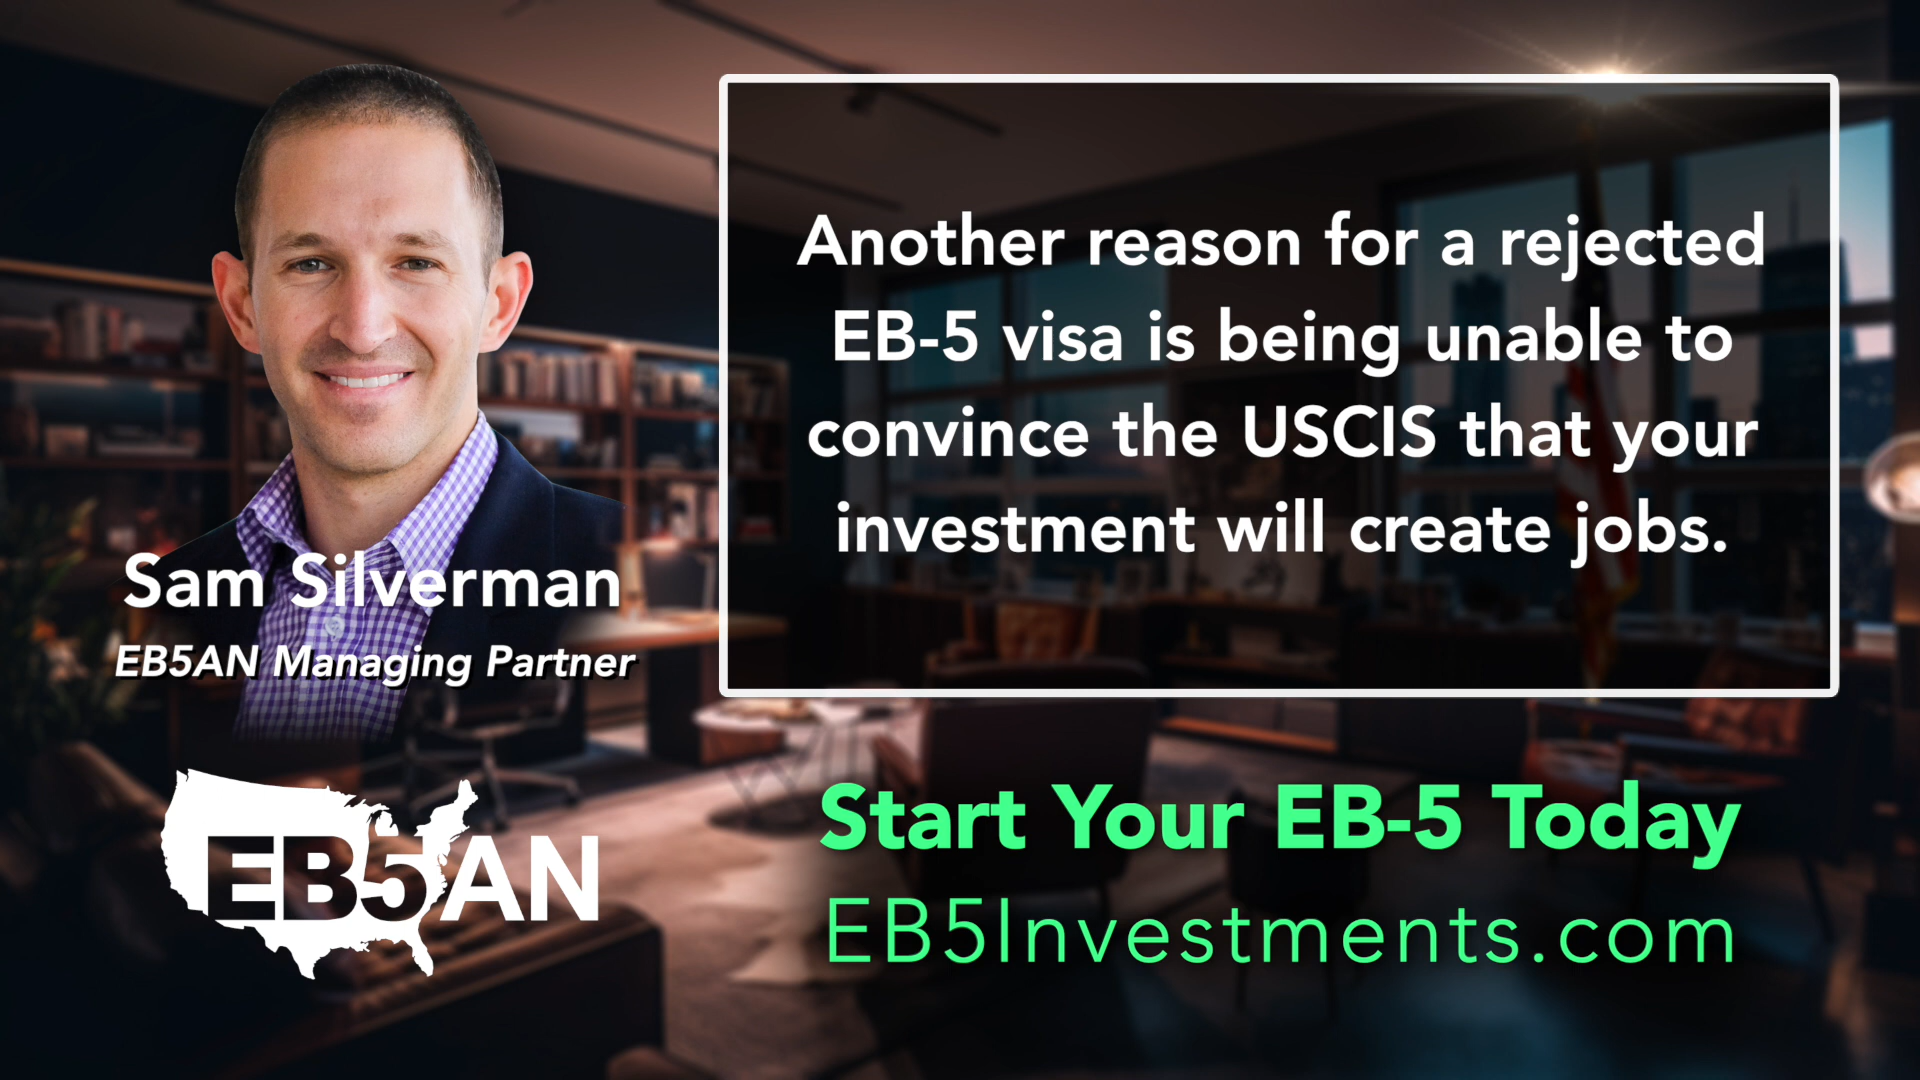 Another reason for a rejected
EB-5 visa is being unable to
convince the USCIS that your
investment will create jobs.
Sam Silverman
EB5AN Managing Partner
EB5AN
Start Your EB-5 Today
EB5Investments.com